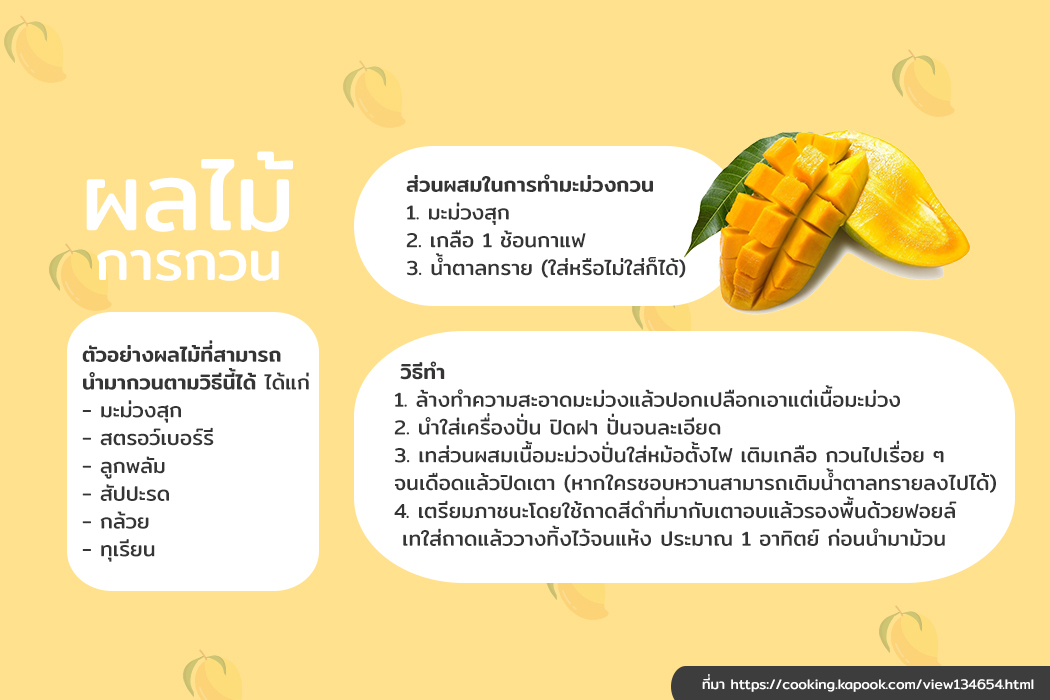 ผลไม้
การกวน
ตัวอย่างผลไม้ที่สามารถ
นำมากวนตามวิธีนี้ได้ ได้แก่
- มะม่วงสุก
- สตรอว์เบอร์รี
- ลูกพลัม
- สัปปะรด
- กล้วย
- ทุเรียน
ส่วนผสมในการทำมะม่วงกวน
1. มะม่วงสุก
2. เกลือ 1 ช้อนกาแฟ
3. น้ำตาลทราย (ใส่หรือไม่ใส่ก็ได้)
วิธีทำ
1. ล้างทำความสะอาดมะม่วงแล้วปอกเปลือกเอาแต่เนื้อมะม่วง
2. นำใส่เครื่องปั่น ปิดฝา ปั่นจนละเอียด
3. เทส่วนผสมเนื้อมะม่วงปั่นใส่หม้อตั้งไฟ เติมเกลือ กวนไปเรื่อย ๆ
จนเดือดแล้วปิดเตา (หากใครชอบหวานสามารถเติมน้ำตาลทรายลงไปได้)
4. เตรียมภาชนะโดยใช้ถาดสีดำที่มากับเตาอบแล้วรองพื้นด้วยฟอยล์
เทใส่ถาดแล้ววางทิ้งไว้จนแห้ง ประมาณ 1 อาทิตย์ ก่อนนำมาม้วน
ที่มา https://cooking.kapook.com/view134654.html